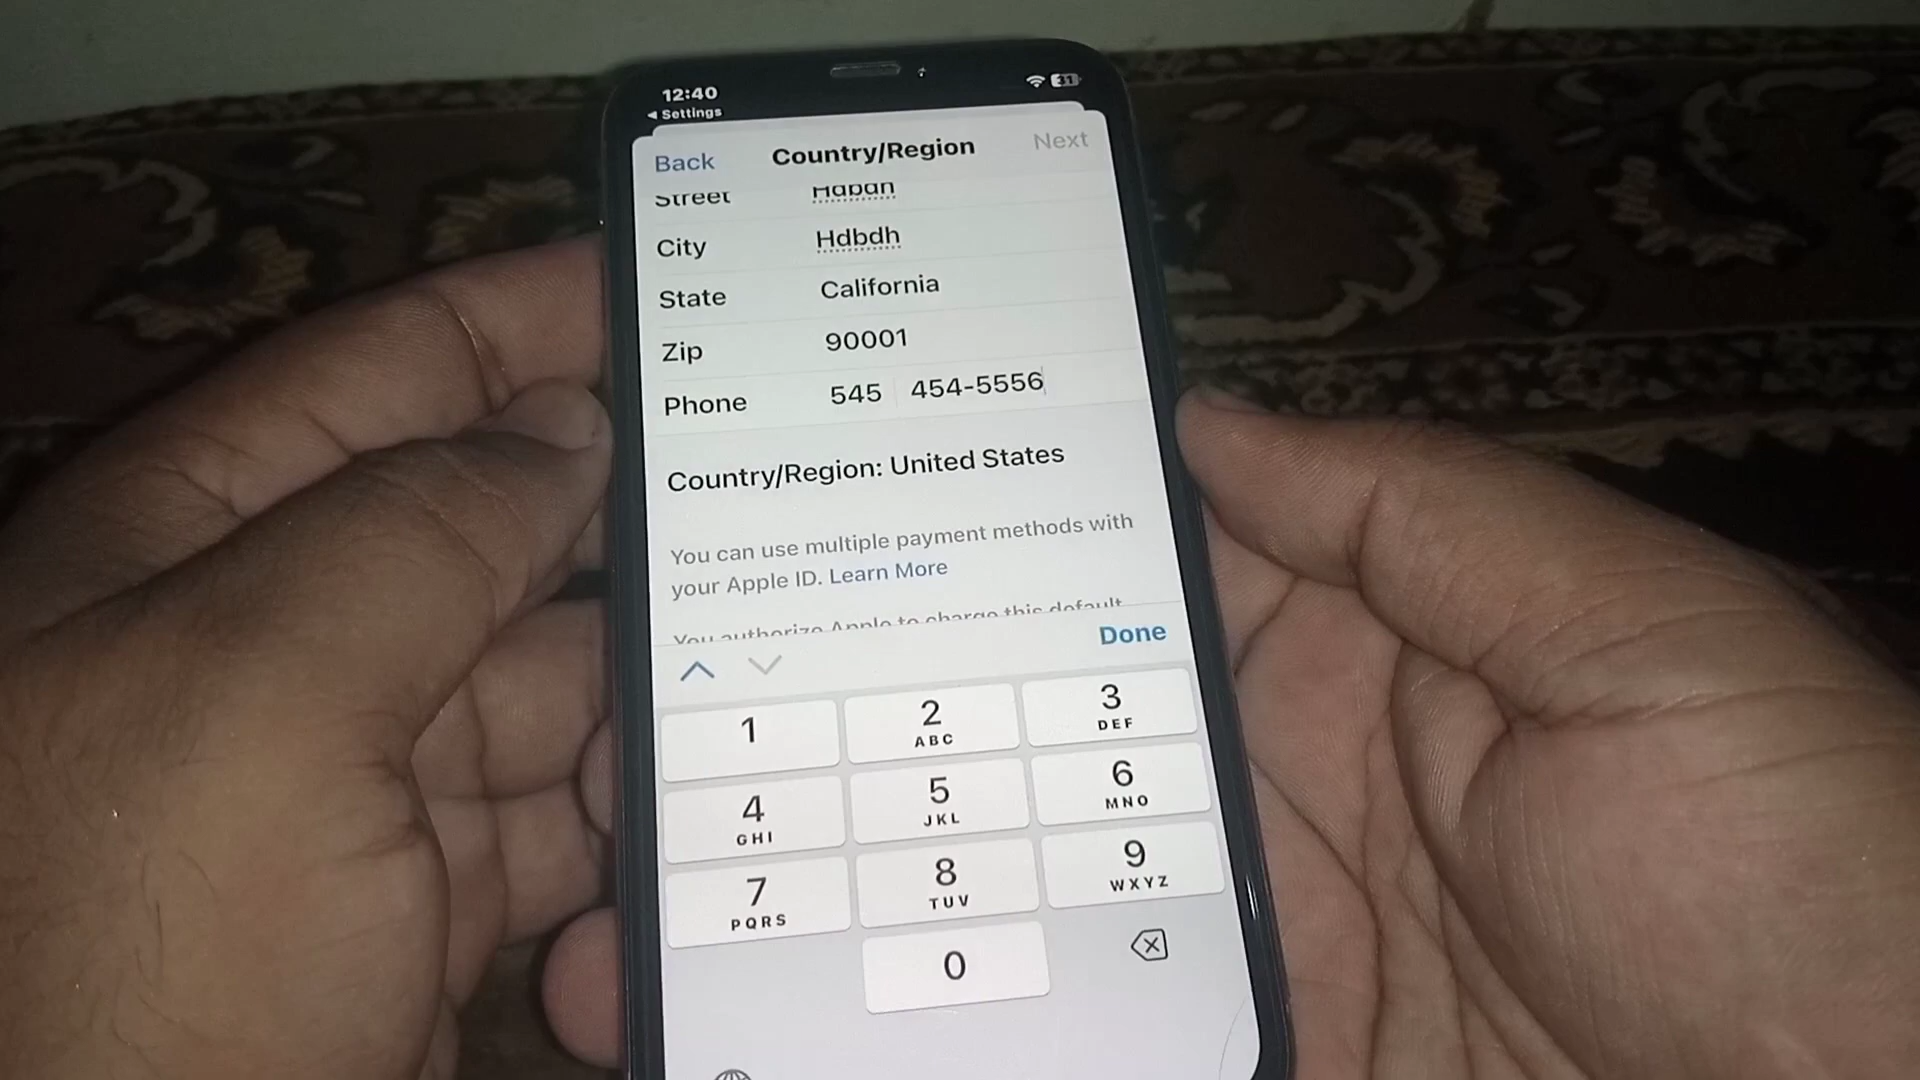 12:40
31
◀ Settings
Back Country/Region Next
Street
City Hdbdh
State California
Zip 90001
Phone 545 454-5556
Country/Region: United States
You can use multiple payment methods with
your Apple ID. Learn More
You authorize Apple to charge this default
Done
1 2 ABC 3 DEF
4 GHI 5 JKL 6 MNO
7 PQRS 8 TUV 9 WXYZ
0